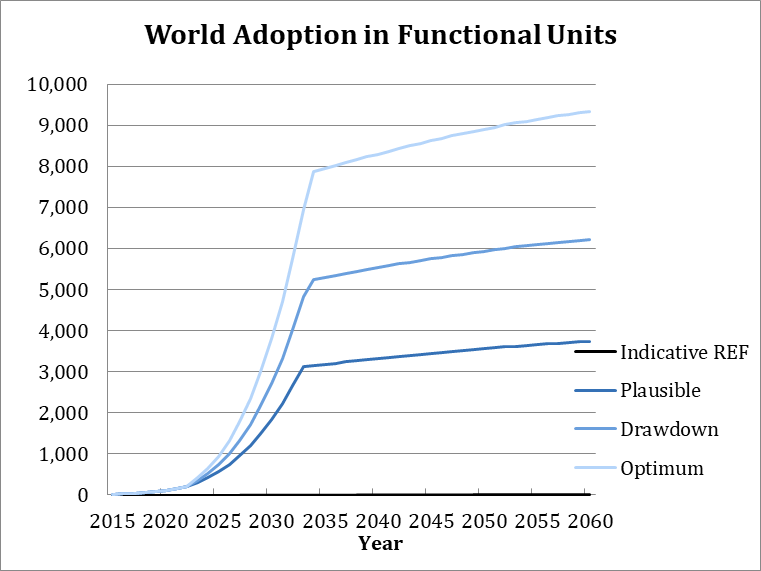 World Adoption in Functional Units
10,000
9,000
8,000
7,000
6,000
5,000
4,000
3,000
2,000
1,000
0
Indicative REF
Plausible
Drawdown
Optimum
2015 2020 2025 2030 2035 2040 2045 2050 2055 2060
Year